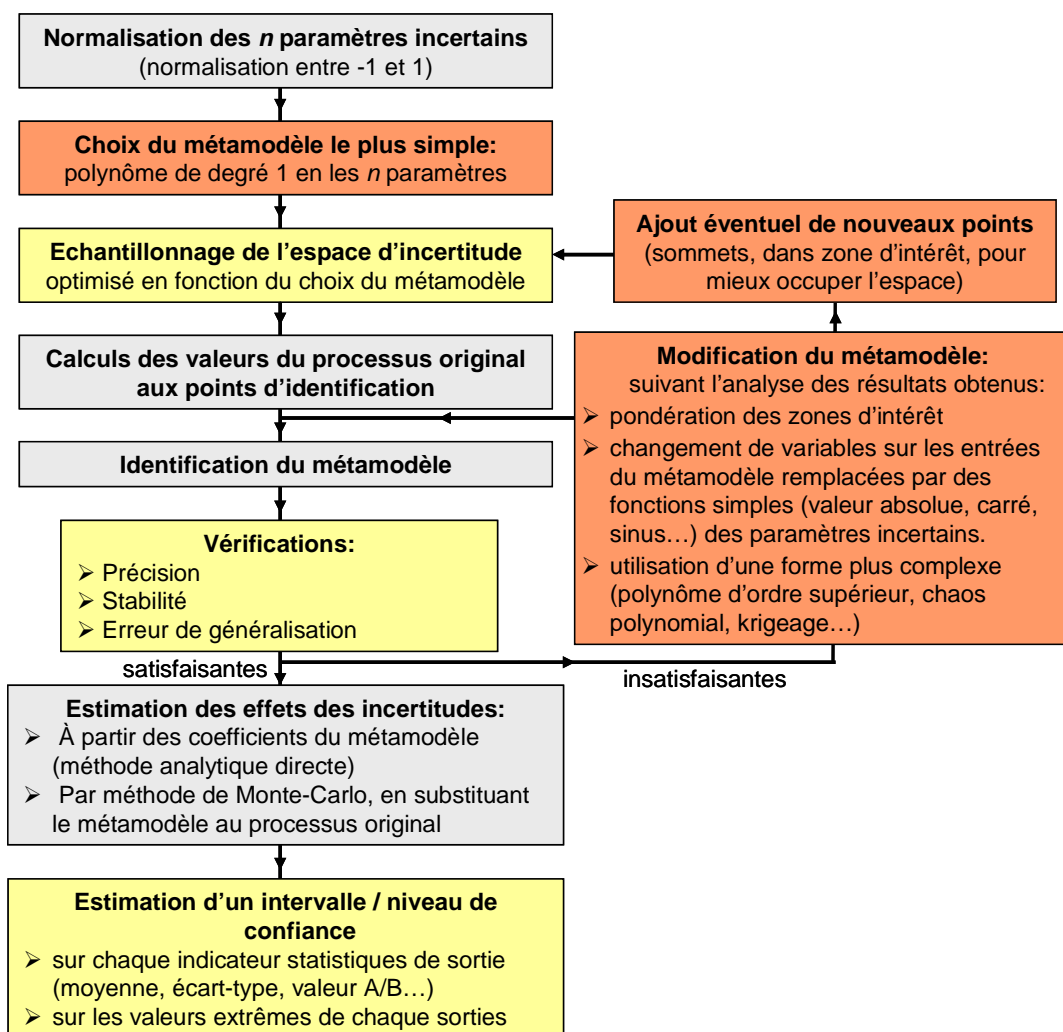 Normalisation des n paramètres incertains
(normalisation entre -1 et 1)
Choix du métamodèle le plus simple:
polynôme de degré 1 en les n paramètres
Echantillonnage de l'espace d'incertitude
optimisé en fonction du choix du métamodèle
Ajout éventuel de nouveaux points
(sommets, dans zone d'intérêt, pour
mieux occuper l'espace)
Calculs des valeurs du processus original
aux points d'identification
Modification du métamodèle:
suivant l'analyse des résultats obtenus:
➢ pondération des zones d'intérêt
➢ changement de variables sur les entrées
du métamodèle remplacées par des
fonctions simples (valeur absolue, carré,
sinus…) des paramètres incertains.
➢ utilisation d'une forme plus complexe
(polynôme d'ordre supérieur, chaos
polynomial, krigeage…)
Identification du métamodèle
Vérifications:
➢ Précision
➢ Stabilité
➢ Erreur de généralisation
satisfaisantes
insatisfaisantes
Estimation des effets des incertitudes:
➢ À partir des coefficients du métamodèle
(méthode analytique directe)
➢ Par méthode de Monte-Carlo, en substituant
le métamodèle au processus original
Estimation d'un intervalle / niveau de
confiance
➢ sur chaque indicateur statistiques de sortie
(moyenne, écart-type, valeur A/B…)
➢ sur les valeurs extrêmes de chaque sorties